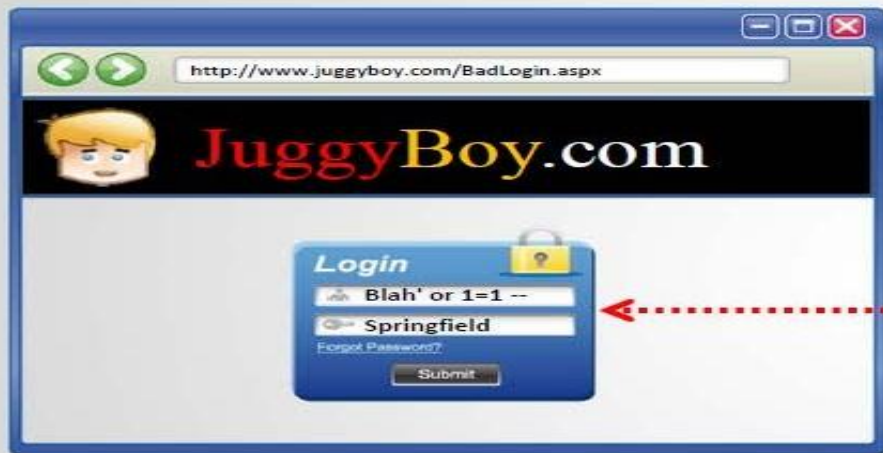 http://www.juggyboy.com/BadLogin.aspx
JuggyBoy.com
Login
Blah' or 1=1 --
Springfield
Forgot Password?
Submit